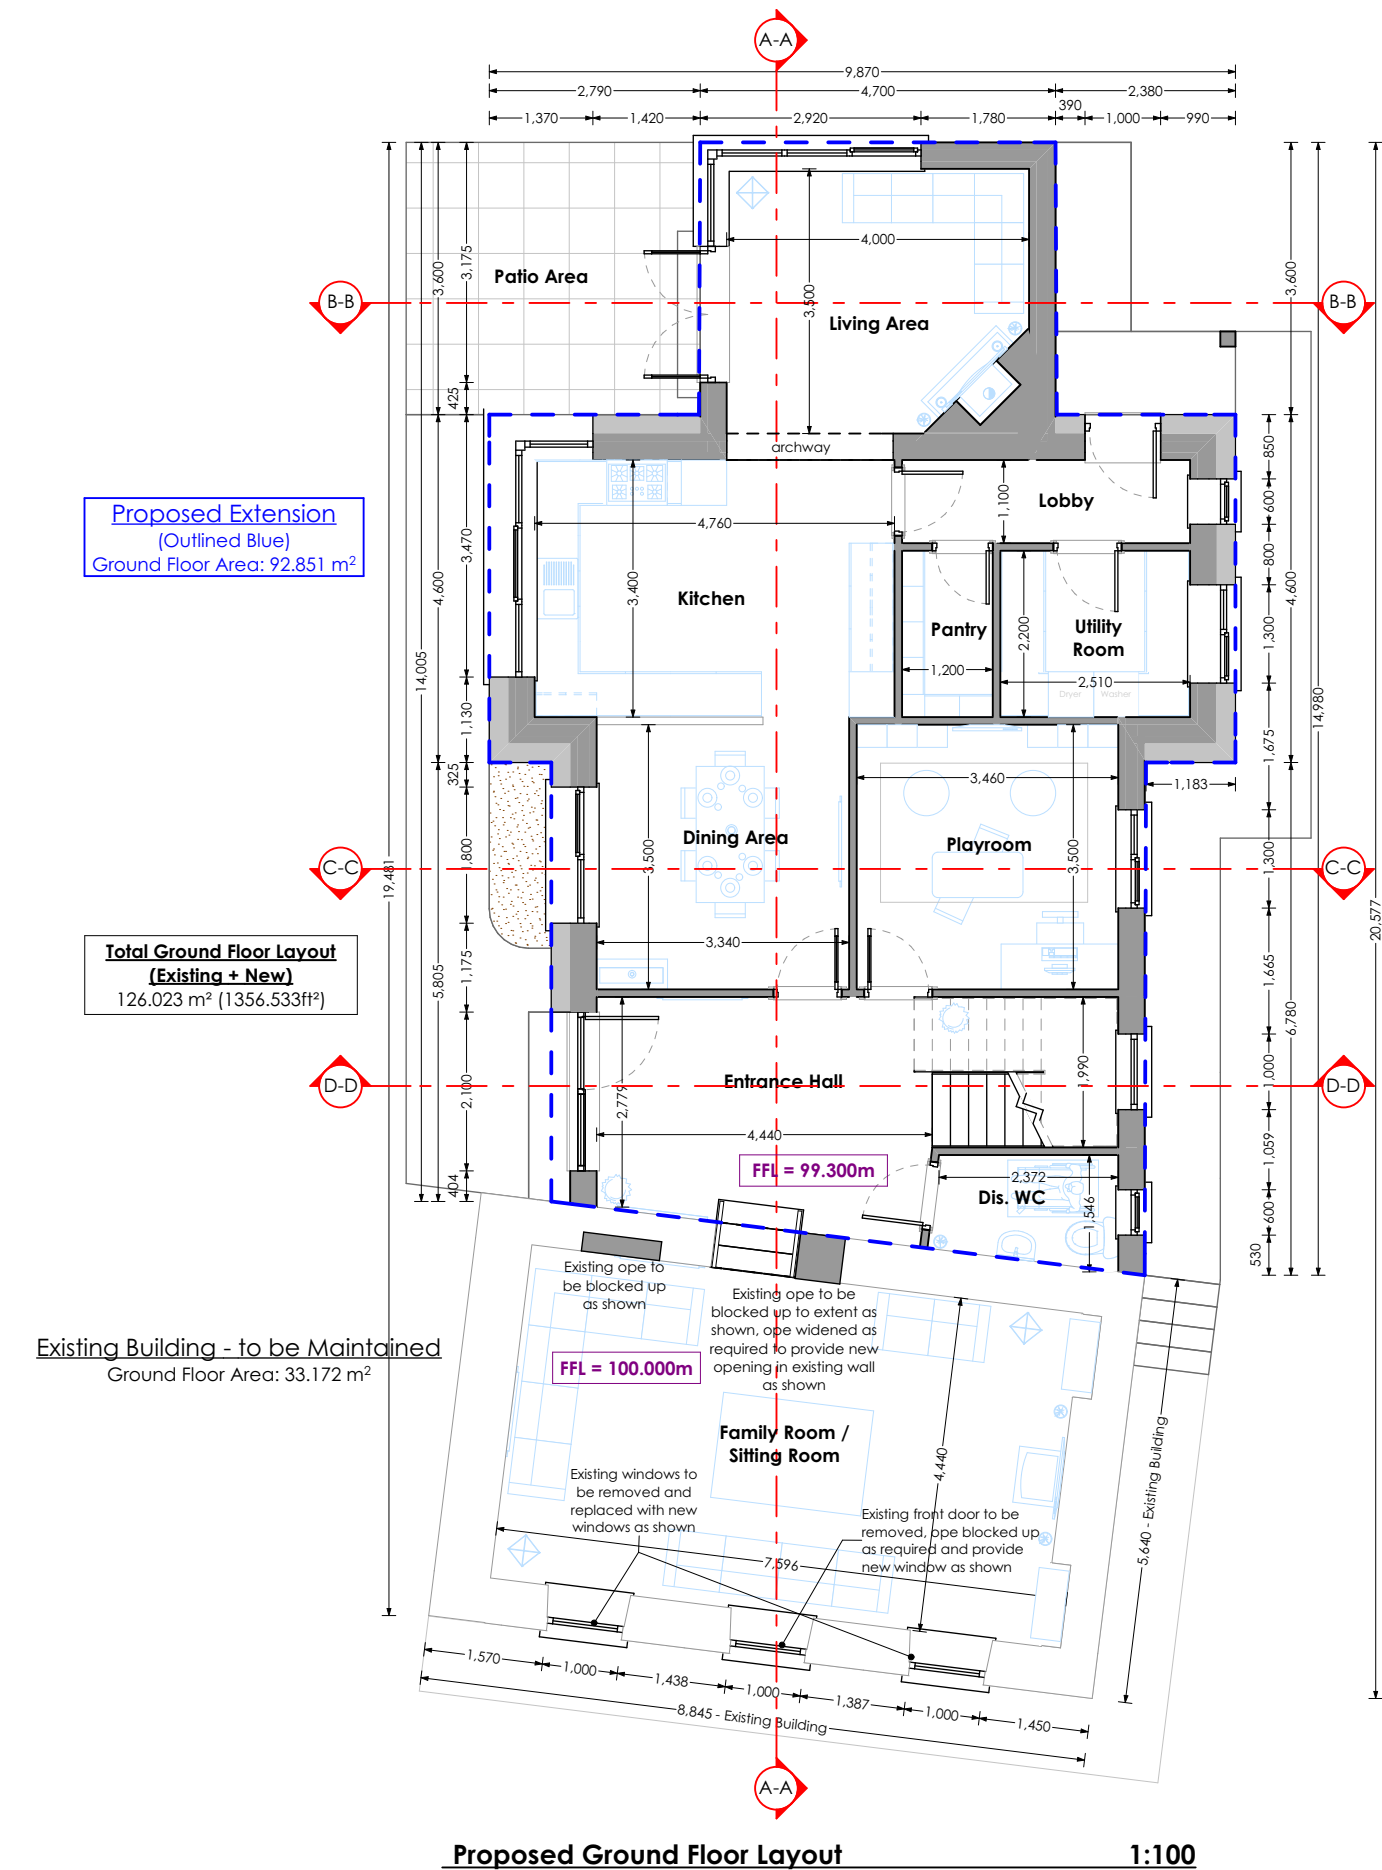 A-A
9,870
2,790
4,700
2,380
1,370
1,420
2,920
1,780
390
1,000
990
14,005
3,600
3,175
425
Patio Area
4,000
3,500
Living Area
3,600
B-B
B-B
archway
19,481
4,600
3,470
1,130
Proposed Extension
(Outlined Blue)
Ground Floor Area: 92.851 m²
4,760
3,400
Kitchen
1,100
Lobby
Pantry
1,200
2,200
Utility
Room
2,510
Dryer
Washer
850
600
800
1,300
1,675
4,600
14,980
20,577
1,183
325
1,800
1,175
5,805
Dining Area
3,500
3,340
3,460
Playroom
3,500
1,300
1,665
6,780
C-C
C-C
Total Ground Floor Layout
(Existing + New)
126.023 m² (1356.533ft²)
2,100
404
D-D
D-D
Entrance Hall
2,779
4,440
1,990
1,000
1,059
600
530
FFL = 99.300m
2,372
Dis. WC
1,546
Existing ope to
be blocked up
as shown
Existing ope to be
blocked up to extent as
shown, ope widened as
required to provide new
opening in existing wall
as shown
Existing Building - to be Maintained
Ground Floor Area: 33.172 m²
FFL = 100.000m
Family Room /
Sitting Room
4,440
5,640 - Existing Building
Existing windows to
be removed and
replaced with new
windows as shown
Existing front door to be
removed, ope blocked up
as required and provide
new window as shown
7,596
1,570
1,000
1,438
1,000
1,387
1,000
1,450
8,845 - Existing Building
A-A
Proposed Ground Floor Layout 1:100